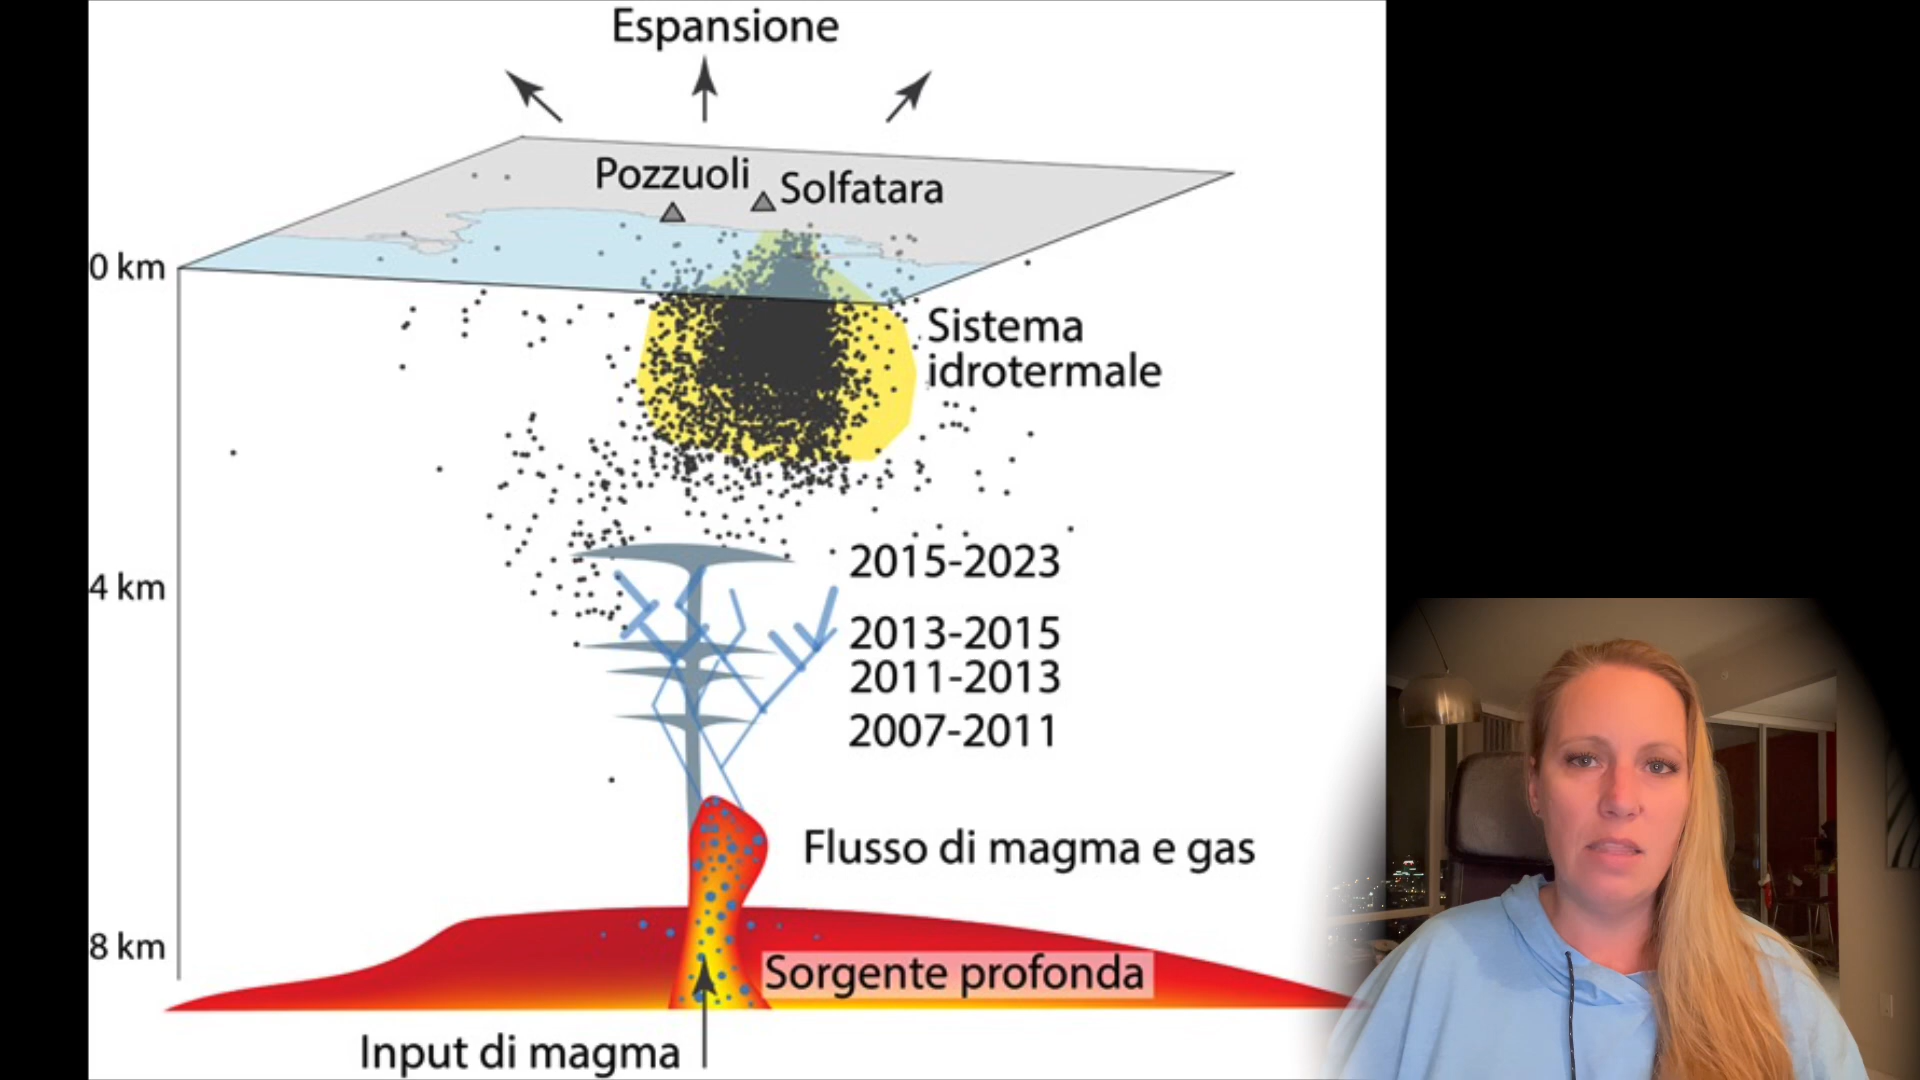 Espansione
Pozzuoli
Solfatara
0 km
Sistema
idrotermale
2015-2023
4 km
2013-2015
2011-2013
2007-2011
Flusso di magma e gas
8 km
Sorgente profonda
Input di magma